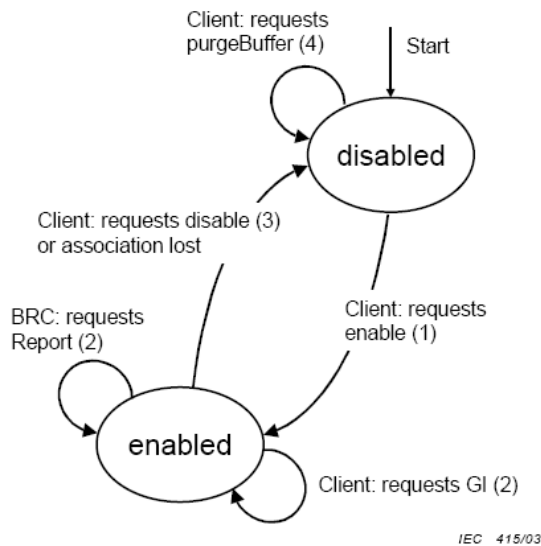 Client: requests
purgeBuffer (4)
Start
disabled
Client: requests disable (3)
or association lost
Client: requests
enable (1)
BRC: requests
Report (2)
enabled
Client: requests GI (2)
IEC 415/03